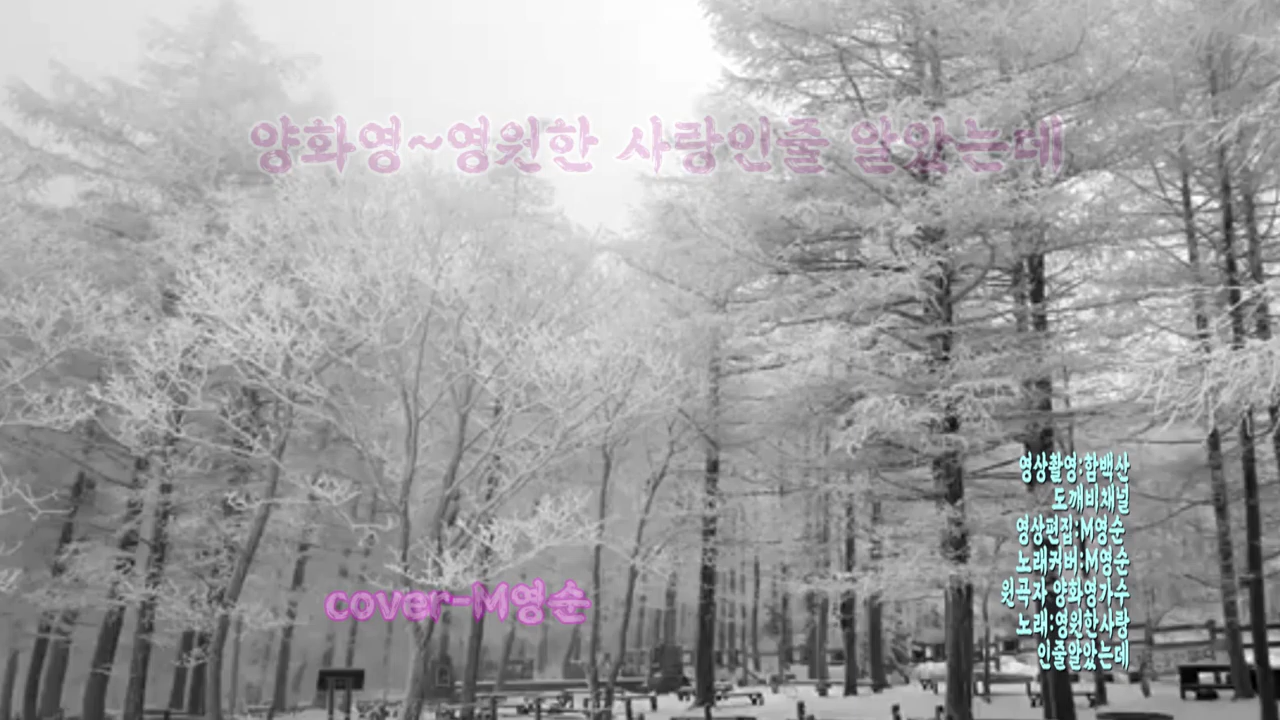 양화영~영원한 사랑인줄 알았는데
cover-M영순
영상촬영:함백산
도깨비채널
영상편집:M영순
노래커버:M영순
원곡자 양화영가수
노래:영원한사랑
인줄알았는데